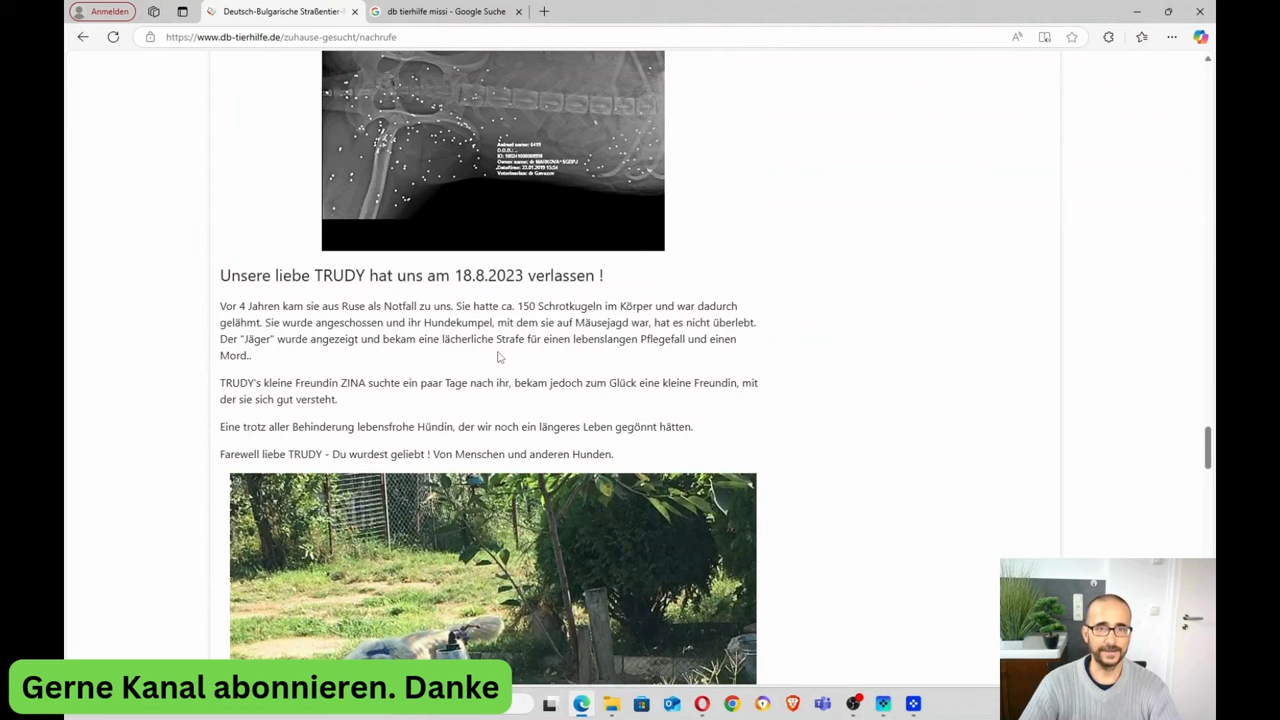 Anmelden
Deutsch-Bulgarische Straßentier-
db tierhilfe missi - Google Suche
https://www.db-tierhilfe.de/zuhause-gesucht/nachrufe
Unsere liebe TRUDY hat uns am 18.8.2023 verlassen !
Vor 4 Jahren kam sie aus Ruse als Notfall zu uns. Sie hatte ca. 150 Schrotkugeln im Körper und war dadurch
gelähmt. Sie wurde angeschossen und ihr Hundekumpel, mit dem sie auf Mäusejagd war, hat es nicht überlebt.
Der "Jäger" wurde angezeigt und bekam eine lächerliche Strafe für einen lebenslangen Pflegefall und einen
Mord..
TRUDY's kleine Freundin ZINA suchte ein paar Tage nach ihr, bekam jedoch zum Glück eine kleine Freundin, mit
der sie sich gut versteht.
Eine trotz aller Behinderung lebensfrohe Hündin, der wir noch ein längeres Leben gegönnt hätten.
Farewell liebe TRUDY - Du wurdest geliebt ! Von Menschen und anderen Hunden.
Gerne Kanal abonnieren. Danke